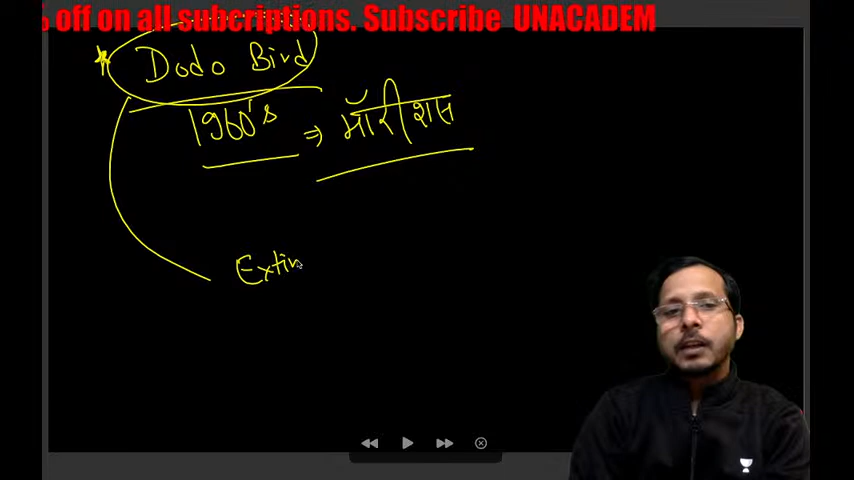 % off on all subcriptions. Subscribe UNACADEM
* Dodo Bird
1960's ⇒ मॉरीशस
Extin